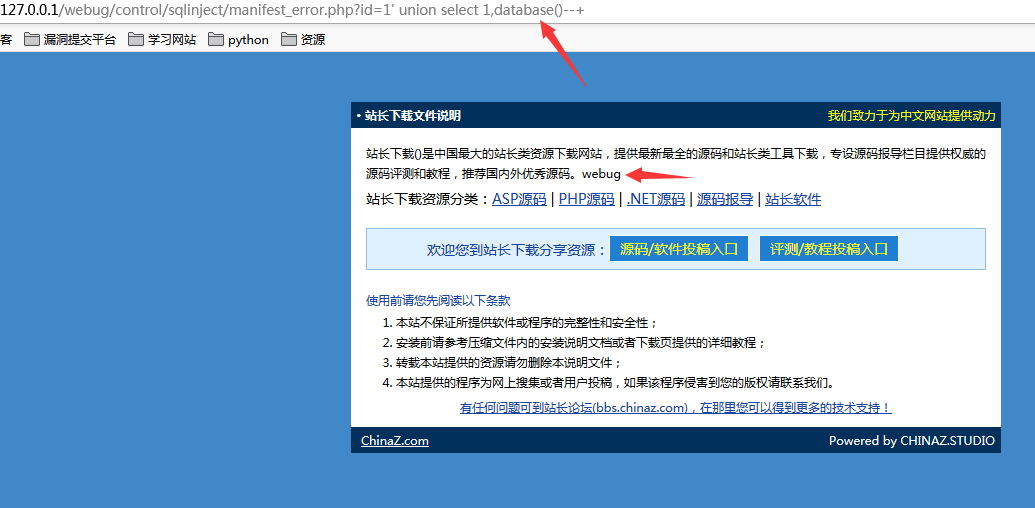 127.0.0.1/webug/control/sqlinject/manifest_error.php?id=1' union select 1,database()--+
客 漏洞提交平台 学习网站 python 资源
• 站长下载文件说明 我们致力于为中文网站提供动力
站长下载()是中国最大的站长类资源下载网站，提供最新最全的源码和站长类工具下载，专设源码报导栏目提供权威的
源码评测和教程，推荐国内外优秀源码。webug
站长下载资源分类：ASP源码 | PHP源码 | .NET源码 | 源码报导 | 站长软件
欢迎您到站长下载分享资源： 源码/软件投稿入口 评测/教程投稿入口
使用前请您先阅读以下条款
1. 本站不保证所提供软件或程序的完整性和安全性；
2. 安装前请参考压缩文件内的安装说明文档或者下载页提供的详细教程；
3. 转载本站提供的资源请勿删除本说明文件；
4. 本站提供的程序为网上搜集或者用户投稿，如果该程序侵害到您的版权请联系我们。
有任何问题可到站长论坛(bbs.chinaz.com)，在那里您可以得到更多的技术支持！
ChinaZ.com Powered by CHINAZ.STUDIO